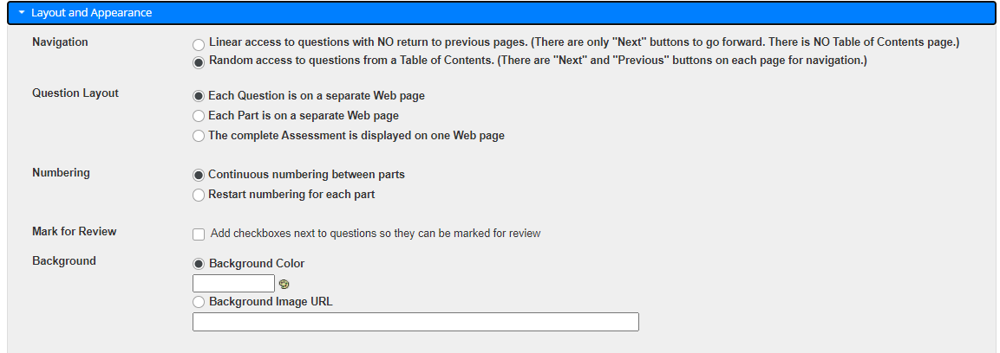 Layout and Appearance
Navigation
Linear access to questions with NO return to previous pages. (There are only "Next" buttons to go forward. There is NO Table of Contents page.)
Random access to questions from a Table of Contents. (There are "Next" and "Previous" buttons on each page for navigation.)
Question Layout
Each Question is on a separate Web page
Each Part is on a separate Web page
The complete Assessment is displayed on one Web page
Numbering
Continuous numbering between parts
Restart numbering for each part
Mark for Review
Add checkboxes next to questions so they can be marked for review
Background
Background Color
Background Image URL